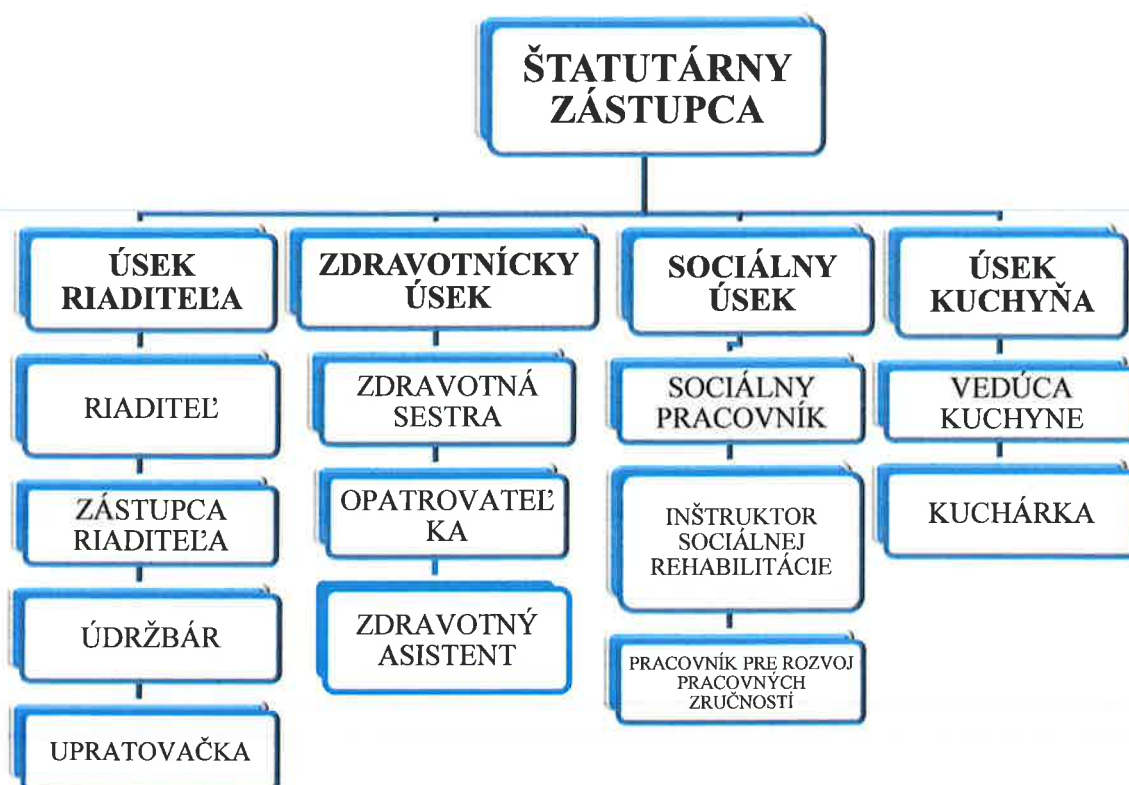 ŠTATUTÁRNY
ZÁSTUPCA
ÚSEK
RIADITEĽA
RIADITEĽ
ZÁSTUPCA
RIADITEĽA
ÚDRŽBÁR
UPRATOVAČKA
ZDRAVOTNÍCKY
ÚSEK
ZDRAVOTNÁ
SESTRA
OPATROVATEĽ
KA
ZDRAVOTNÝ
ASISTENT
SOCIÁLNY
ÚSEK
SOCIÁLNY
PRACOVNÍK
INŠTRUKTOR
SOCIÁLNEJ
REHABILITÁCIE
PRACOVNÍK PRE ROZVOJ
PRACOVNÝCH
ZRUČNOSTÍ
ÚSEK
KUCHYŇA
VEDÚCA
KUCHYNE
KUCHÁRKA